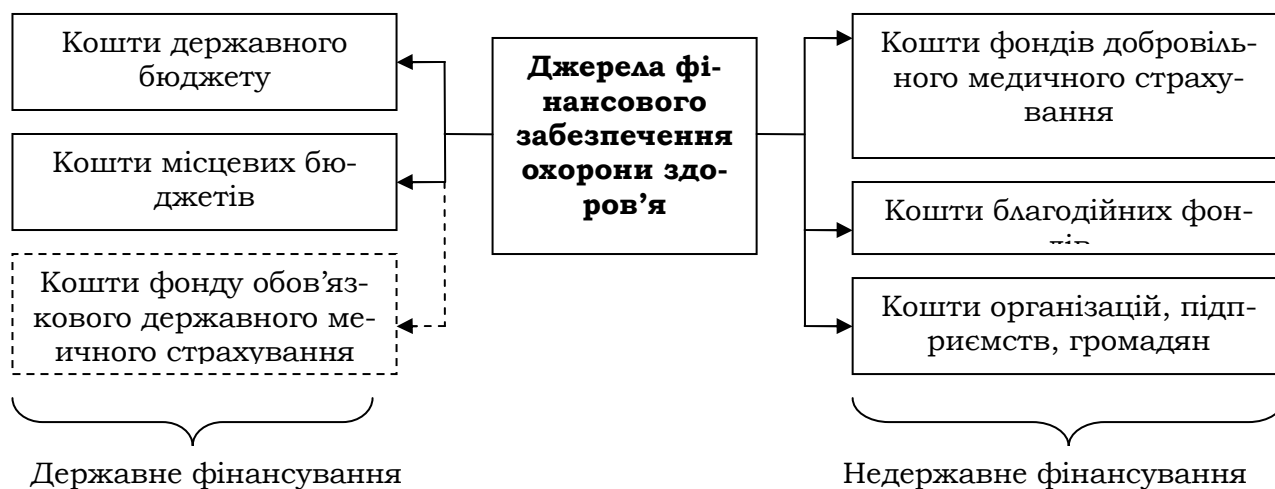 Кошти державного
бюджету
Кошти місцевих бю-
джетів
Кошти фонду обов’яз-
кового державного ме-
ичного страхування
Державне фінансування
Джерела фі-
нансового
забезпечення
охорони здо-
ров’я
Кошти фондів добровіль-
ного медичного страху-
вання
Кошти благодійних фон-
дів
Кошти організацій, підп-
риємств, громадян
Недержавне фінансування